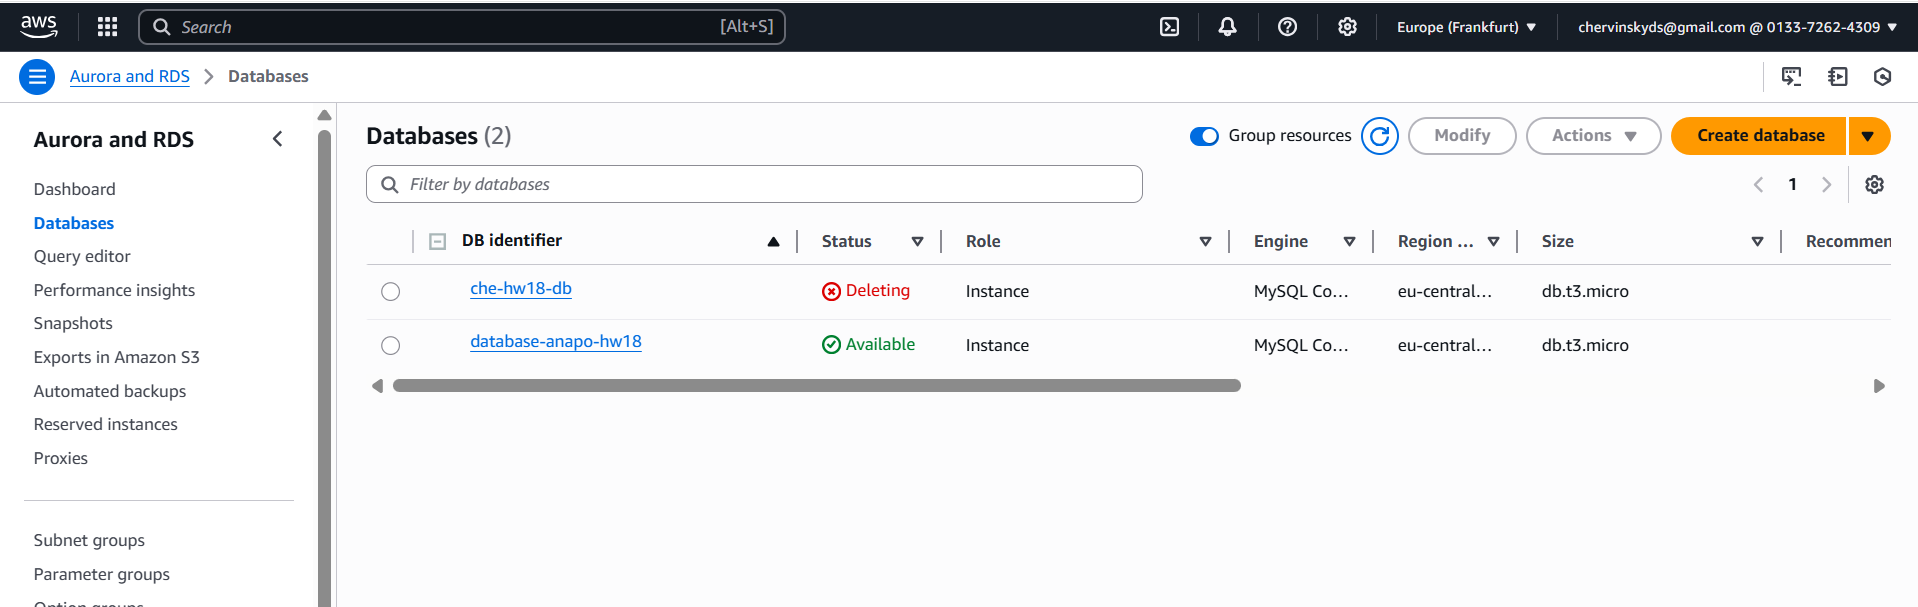 aws
Search [Alt+S]
Europe (Frankfurt)
chervinskyds@gmail.com @ 0133-7262-4309
Aurora and RDS > Databases
Aurora and RDS
Dashboard
Databases
Query editor
Performance insights
Snapshots
Exports in Amazon S3
Automated backups
Reserved instances
Proxies
Subnet groups
Parameter groups
Option groups
Databases (2)
Group resources
Modify
Actions
Create database
Filter by databases
1
DB identifier Status Role Engine Region ... Size Recommen
che-hw18-db Deleting Instance MySQL Co... eu-central... db.t3.micro
database-anapo-hw18 Available Instance MySQL Co... eu-central... db.t3.micro